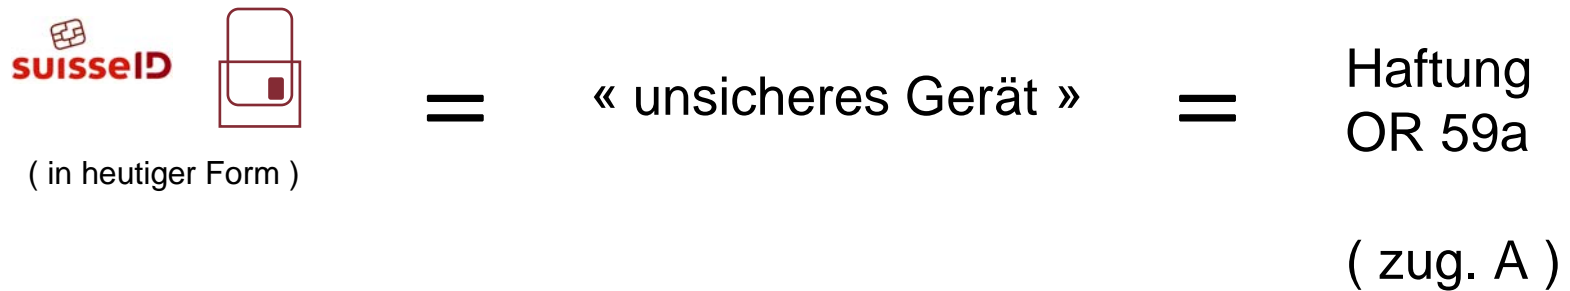 suisseID
( in heutiger Form )
=
« unsicheres Gerät »
=
Haftung
OR 59a
( zug. A )